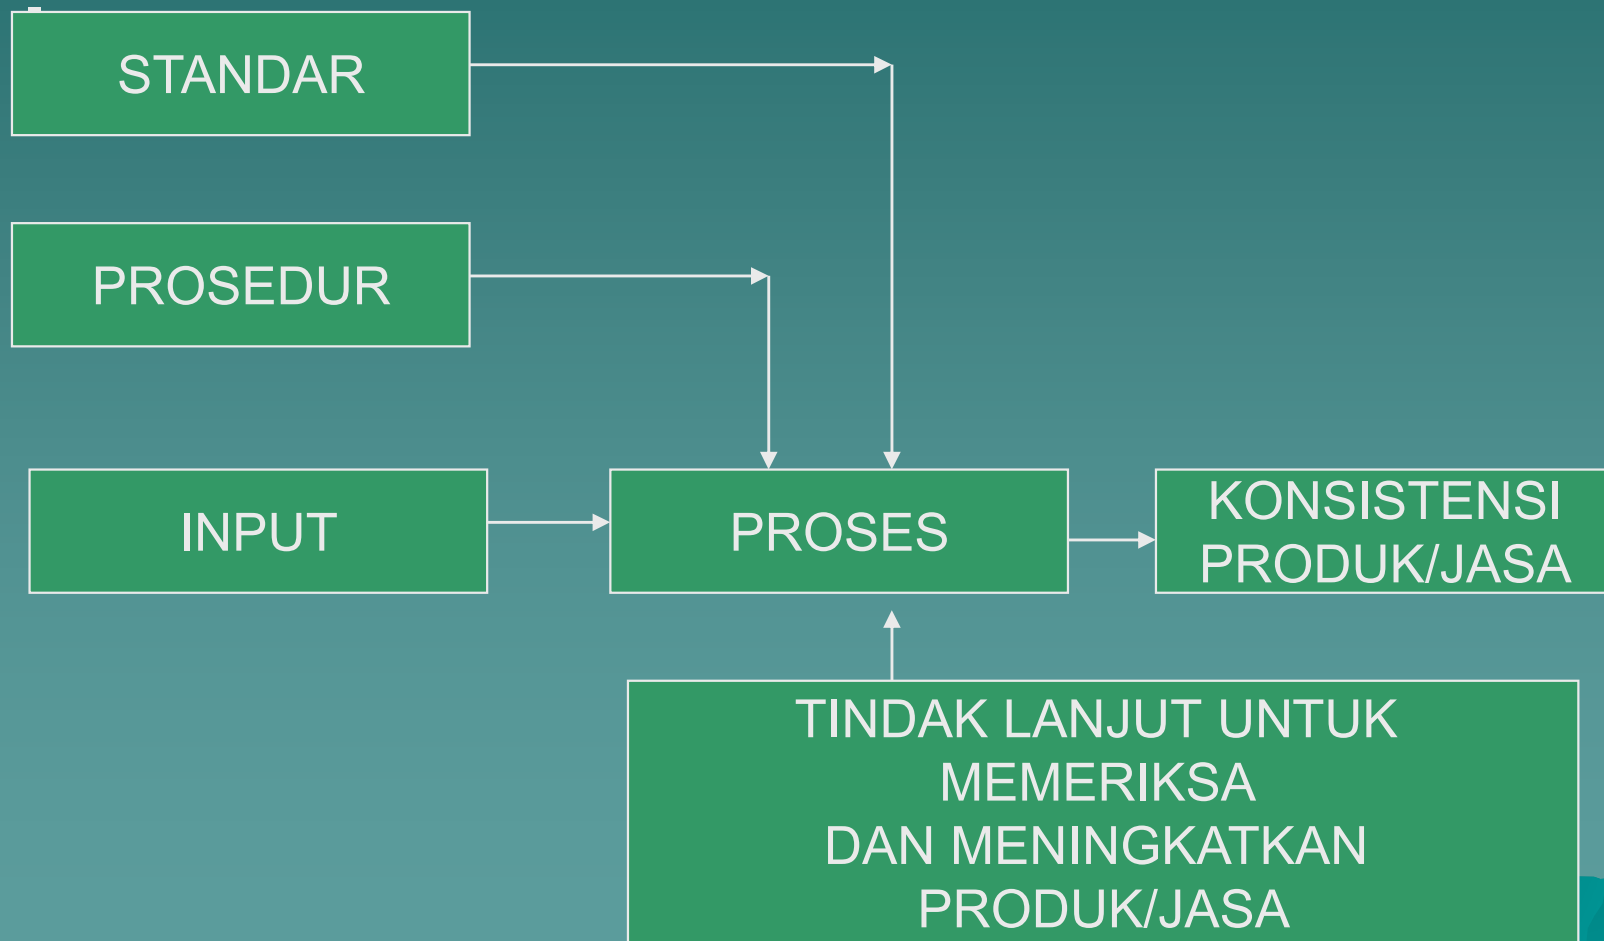 STANDAR
PROSEDUR
INPUT
PROSES
KONSISTENSI
PRODUK/JASA
TINDAK LANJUT UNTUK
MEMERIKSA
DAN MENINGKATKAN
PRODUK/JASA